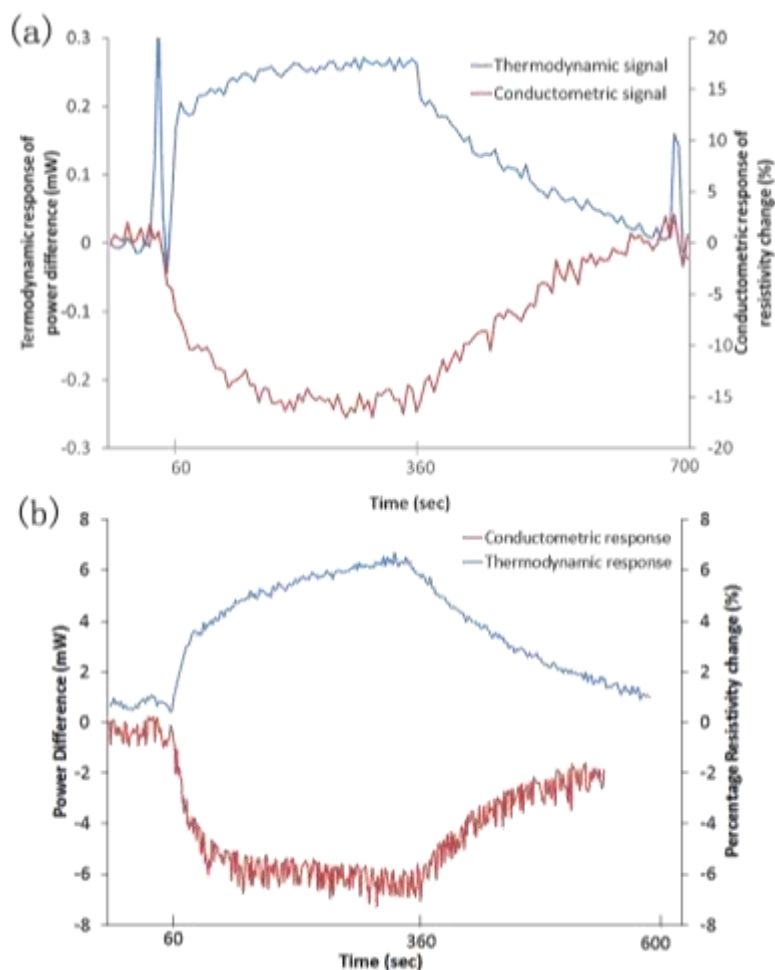 (a)
0.3
0.2
0.1
0
-0.1
-0.2
-0.3
Termodynamic response of
power difference (mW)
Thermodynamic signal
Conductometric signal
20
15
10
5
0
-5
-10
-15
-20
Conductometric response of
resistivity change (%)
60
360
700
Time (sec)
(b)
8
6
4
2
0
-2
-4
-6
-8
Power Difference (mW)
Conductometric response
Thermodynamic response
8
6
4
2
0
-2
-4
-6
-8
Percentage Resistivity change (%)
60
360
600
Time (sec)